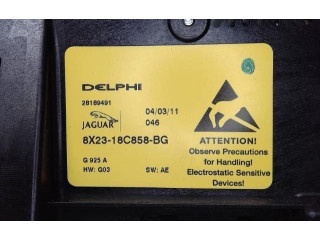 DELPHI
28189491
04/03/11
JAGUAR
046
8X23-18C858-BG
G 925 A
HW: G03
SW: AE
ATTENTION!
Observe Precautions
for Handling!
Electrostatic Sensitive
Devices!